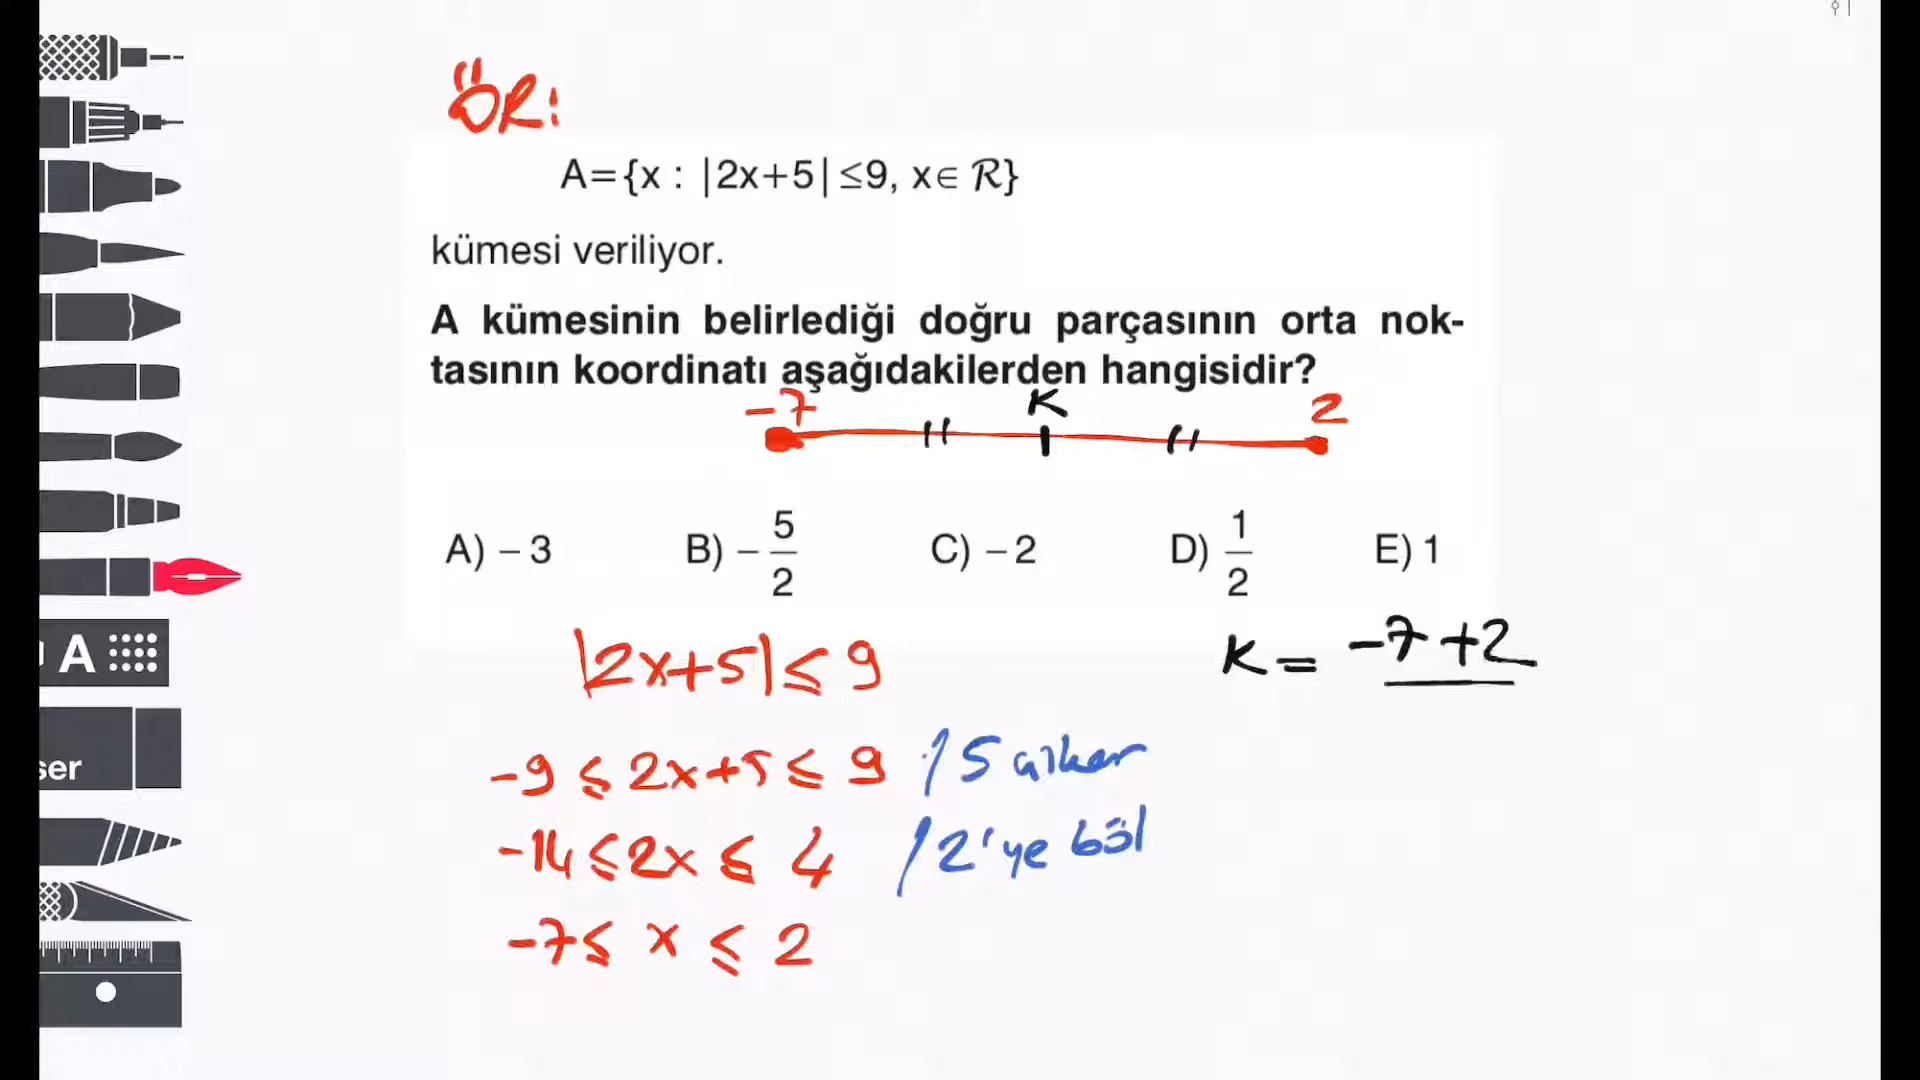 ÖR:
A={x : |2x+5| ≤9, x∈ R}
kümesi veriliyor.
A kümesinin belirlediği doğru parçasının orta nok-
tasının koordinatı aşağıdakilerden hangisidir?
-7 K 2
A) – 3 B) – 5/2 C) – 2 D) 1/2 E) 1
|2x+5| ≤ 9
K = -7+2
-9 ≤ 2x+5 ≤ 9 /5 çıkar
-14 ≤ 2x ≤ 4 /2'ye böl
-7 ≤ x ≤ 2
A
ser